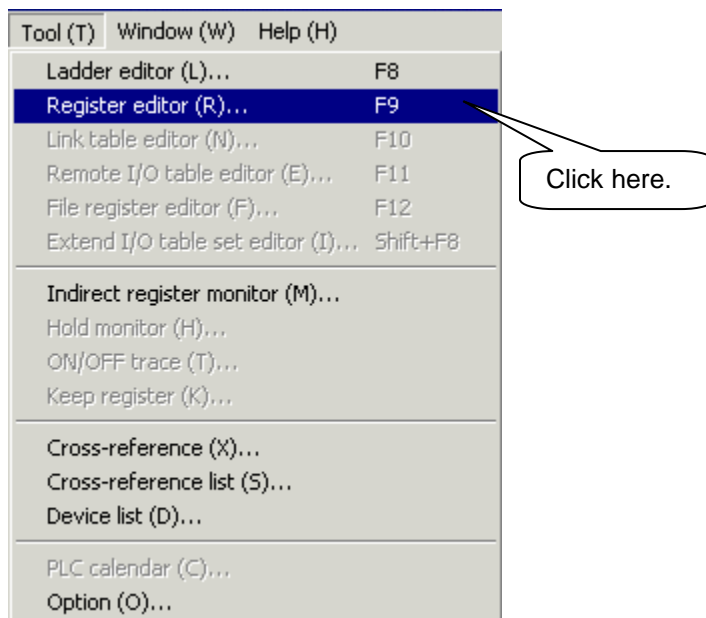 Tool (T) Window (W) Help (H)
Ladder editor (L)... F8
Register editor (R)... F9
Link table editor (N)... F10
Remote I/O table editor (E)... F11
File register editor (F)... F12
Extend I/O table set editor (I)... Shift+F8
Click here.
Indirect register monitor (M)...
Hold monitor (H)...
ON/OFF trace (T)...
Keep register (K)...
Cross-reference (X)...
Cross-reference list (S)...
Device list (D)...
PLC calendar (C)...
Option (O)...